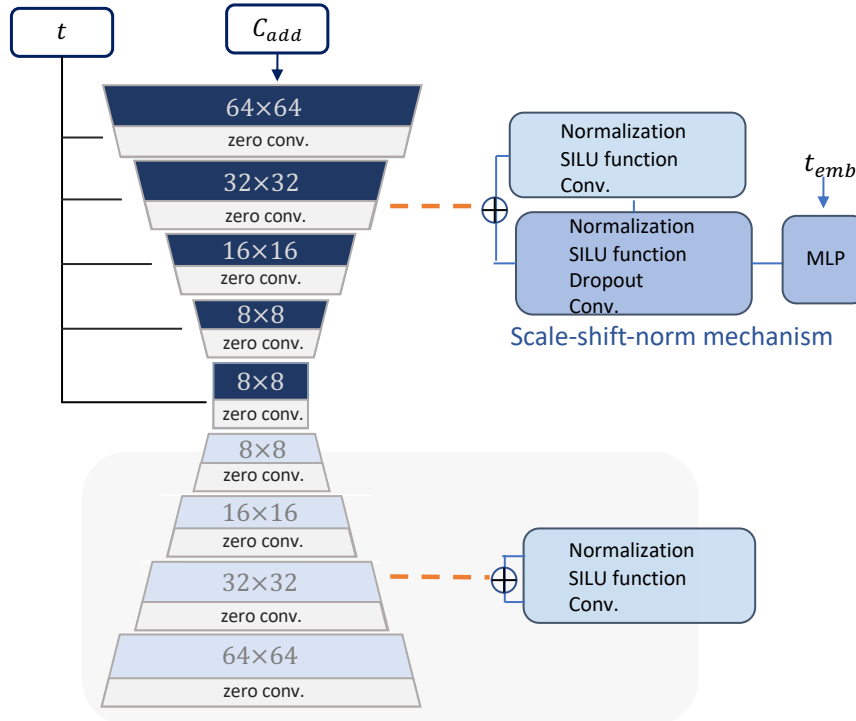 t
C_add
64×64
zero conv.
32×32
zero conv.
16×16
zero conv.
8×8
zero conv.
8×8
zero conv.
8×8
zero conv.
16×16
zero conv.
32×32
zero conv.
64×64
zero conv.
Normalization
SILU function
Conv.
t_emb
Normalization
SILU function
Dropout
Conv.
MLP
Scale-shift-norm mechanism
Normalization
SILU function
Conv.